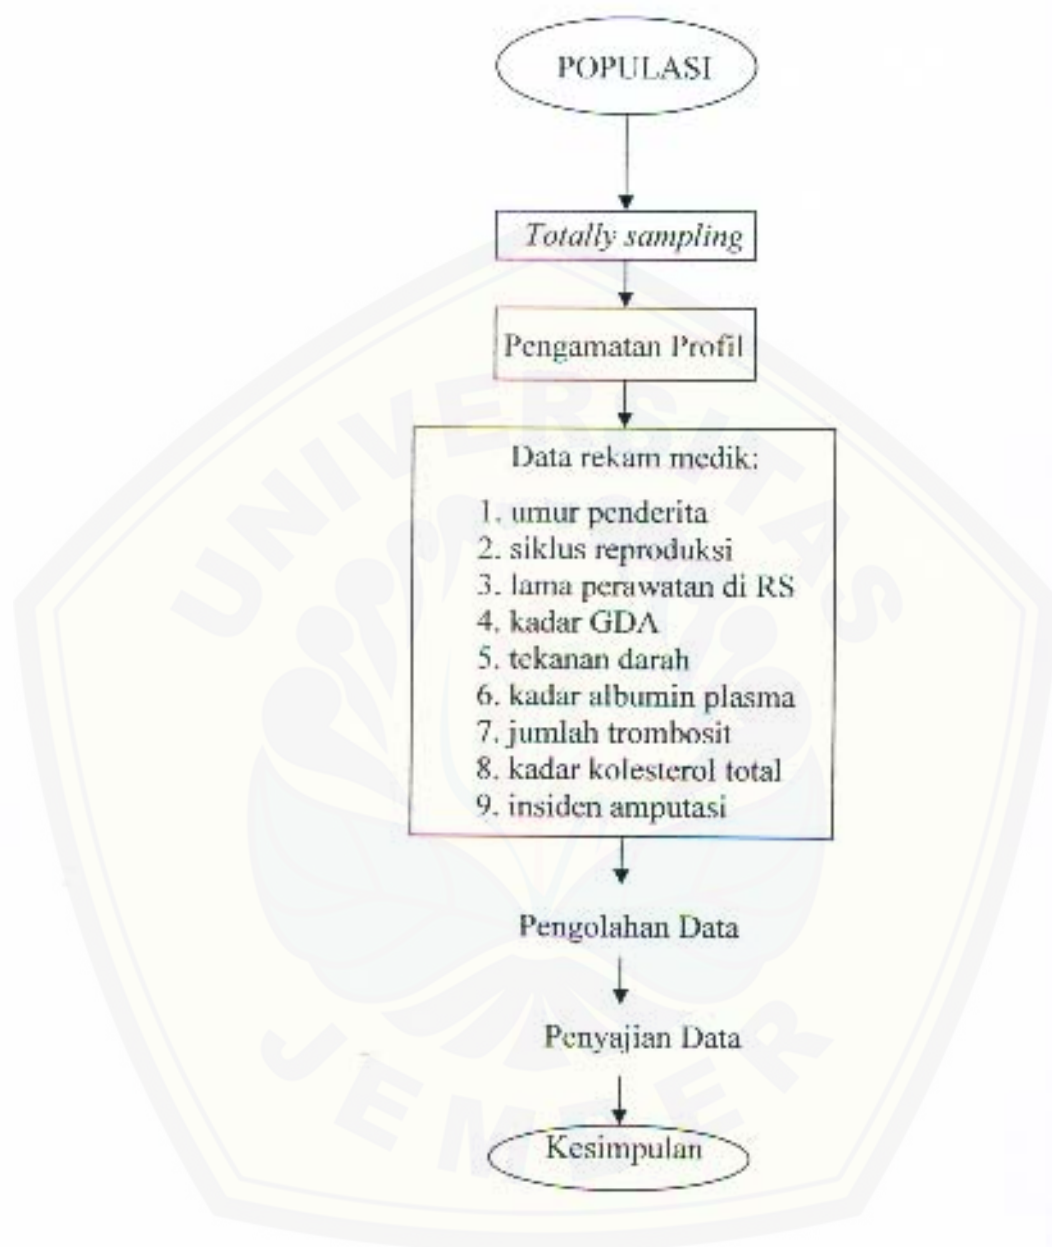 POPULASI
Totally sampling
Pengamatan Profil
Data rekam medik:
1. umur penderita
2. siklus reproduksi
3. lama perawatan di RS
4. kadar GDA
5. tekanan darah
6. kadar albumin plasma
7. jumlah trombosit
8. kadar kolesterol total
9. insiden amputasi
Pengolahan Data
Penyajian Data
Kesimpulan
UNIVERSITAS
JEMBER